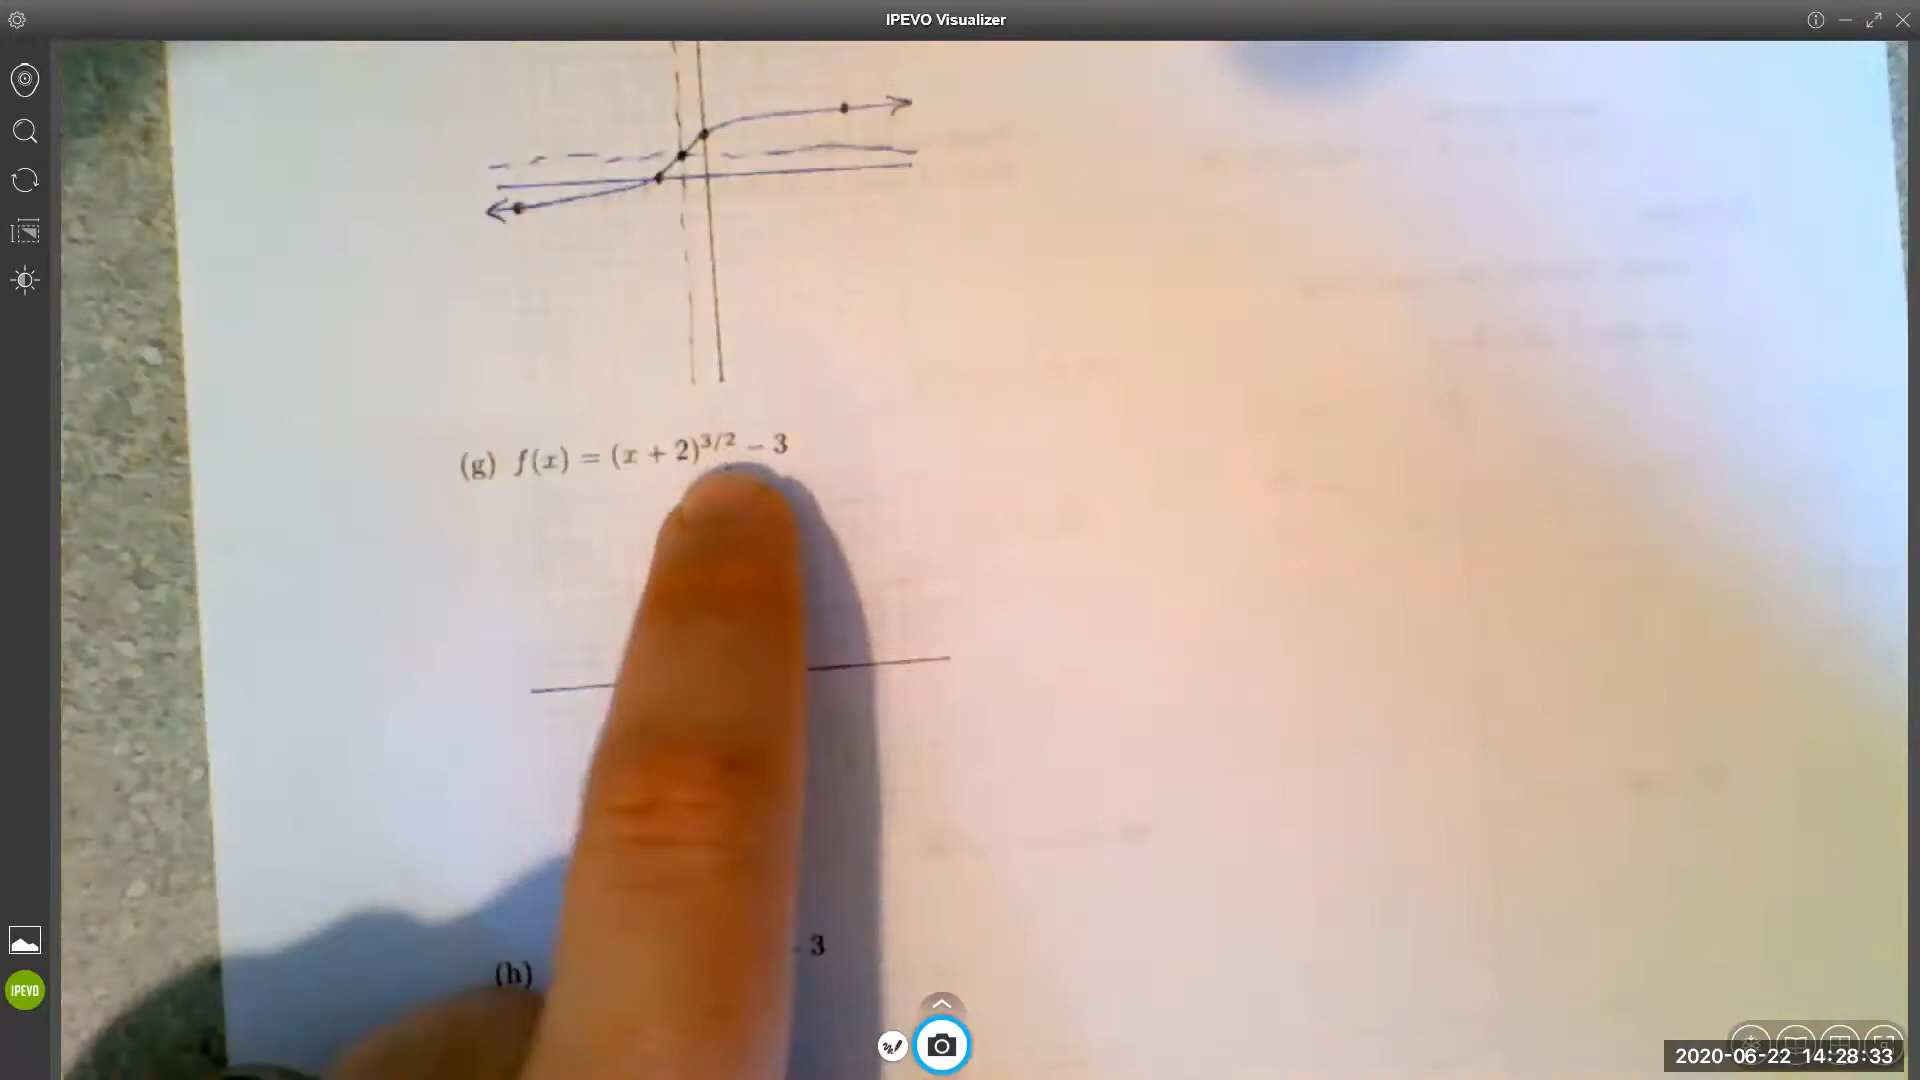 IPEVO Visualizer
(g) f(x) = (x + 2)^{3/2} − 3
(h)
- 3
IPEVO
2020-06-22 14:28:33